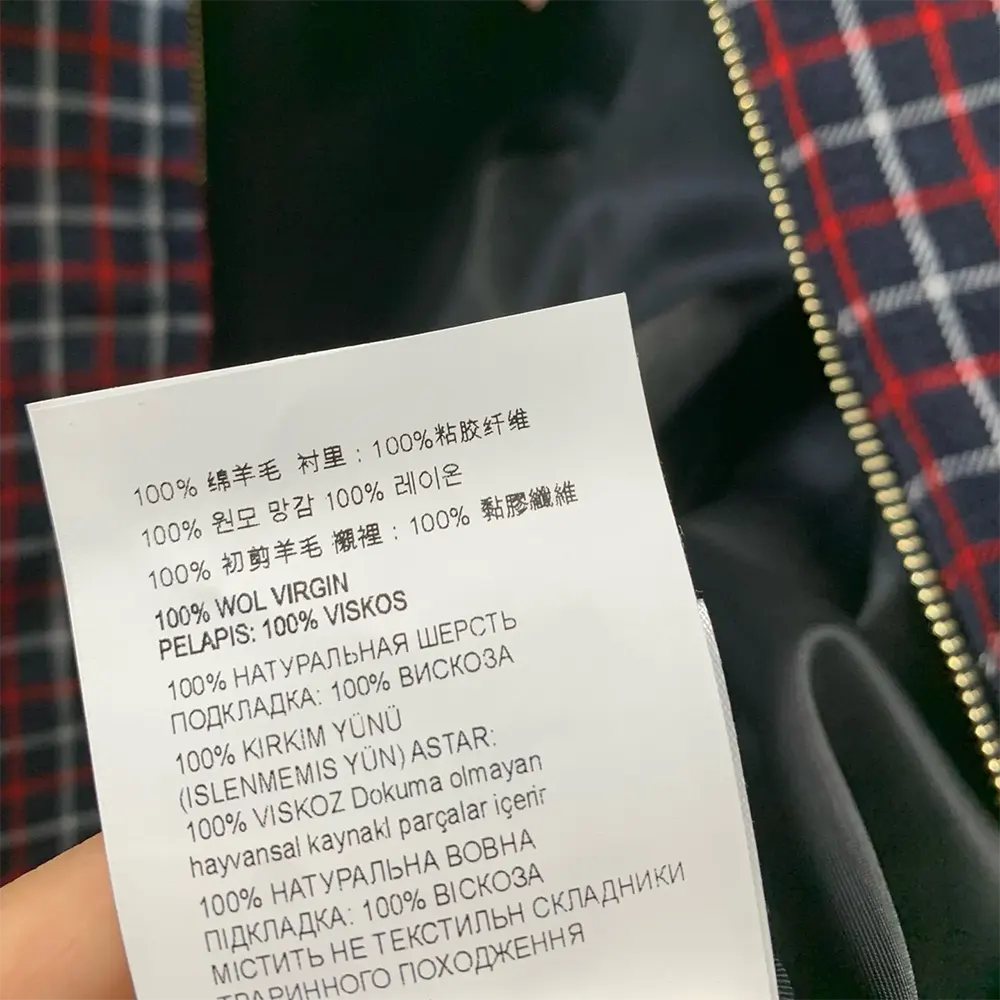 100% 绵羊毛 衬里 : 100%粘胶纤维
100% 원모 망감 100% 레이온
100% 初剪羊毛 襯裡 : 100% 黏膠纖維
100% WOL VIRGIN
PELAPIS: 100% VISKOS
100% НАТУРАЛЬНАЯ ШЕРСТЬ
ПОДКЛАДКА: 100% ВИСКОЗА
100% KIRKIM YÜNÜ
(ISLENMEMIS YÜN) ASTAR:
100% VISKOZ Dokuma olmayan
hayvansal kaynakl parçalar içerir
100% НАТУРАЛЬНА ВОВНА
ПІДКЛАДКА: 100% ВІСКОЗА
МІСТИТЬ НЕ ТЕКСТИЛЬН СКЛАДНИКИ
ТВАРИННОГО ПОХОДЖЕННЯ